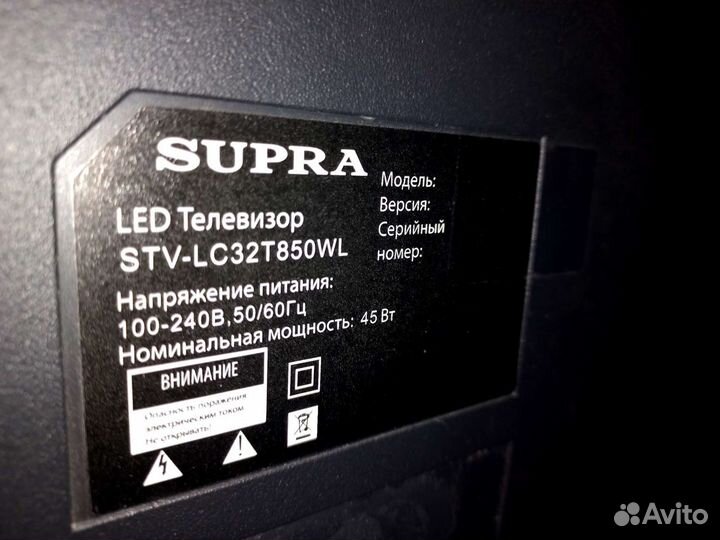 SUPRA
LED Телевизор
STV-LC32T850WL
Модель:
Версия:
Серийный
номер:
Напряжение питания:
100-240В,50/60Гц
Номинальная мощность: 45 Вт
ВНИМАНИЕ
Опасность поражения
электрическим током.
Не открывать!
Avito